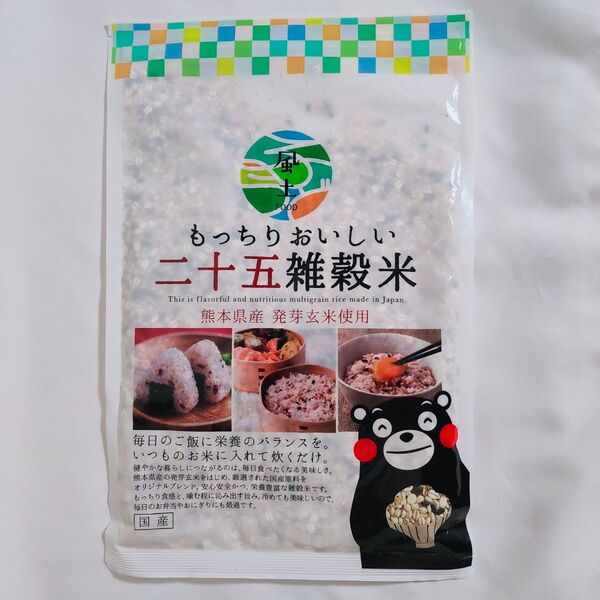 風土
FOOD
もっちりおいしい
二十五雑穀米
This is flavorful and nutritious multigrain rice made in Japan.
熊本県産 発芽玄米使用
毎日のご飯に栄養のバランスを。
いつものお米に入れて炊くだけ。
健やかな暮らしにつながるのは、毎日食べたくなる美味しさ。
熊本県産の発芽玄米をはじめ、厳選された国産原料を
オリジナルブレンド。安心安全かつ、栄養豊富な雑穀米です。
もっちり食感と、噛む程に沁み出す旨み、冷めても美味しいので、
毎日のお弁当やおにぎりにも最適です。
国産